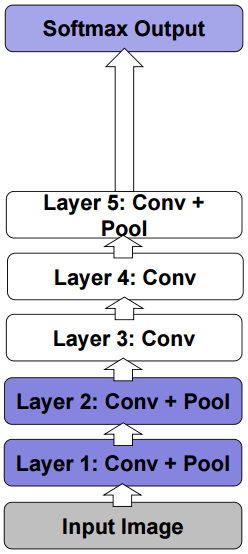 Softmax Output
Layer 5: Conv +
Pool
Layer 4: Conv
Layer 3: Conv
Layer 2: Conv + Pool
Layer 1: Conv + Pool
Input Image